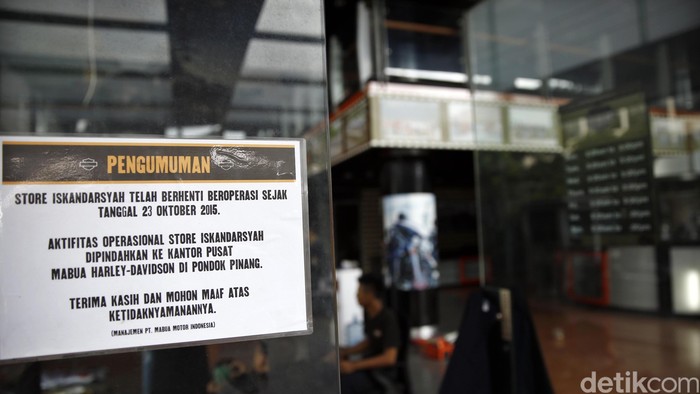 PENGUMUMAN
STORE ISKANDARSYAH TELAH BERHENTI BEROPERASI SEJAK
TANGGAL 23 OKTOBER 2015.
AKTIFITAS OPERASIONAL STORE ISKANDARSYAH
DIPINDAHKAN KE KANTOR PUSAT
MABUA HARLEY-DAVIDSON DI PONDOK PINANG.
TERIMA KASIH DAN MOHON MAIF ATAS
KETIDAKNYAMANANNYA.
(MANAJEMEN PT. MABUA MOTOR INDONESIA)
detikcom